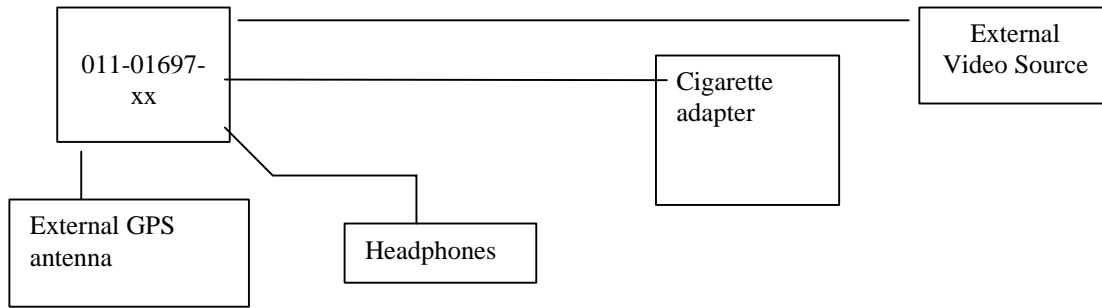 011-01697-
xx
External
Video Source
Cigarette
adapter
External GPS
antenna
Headphones